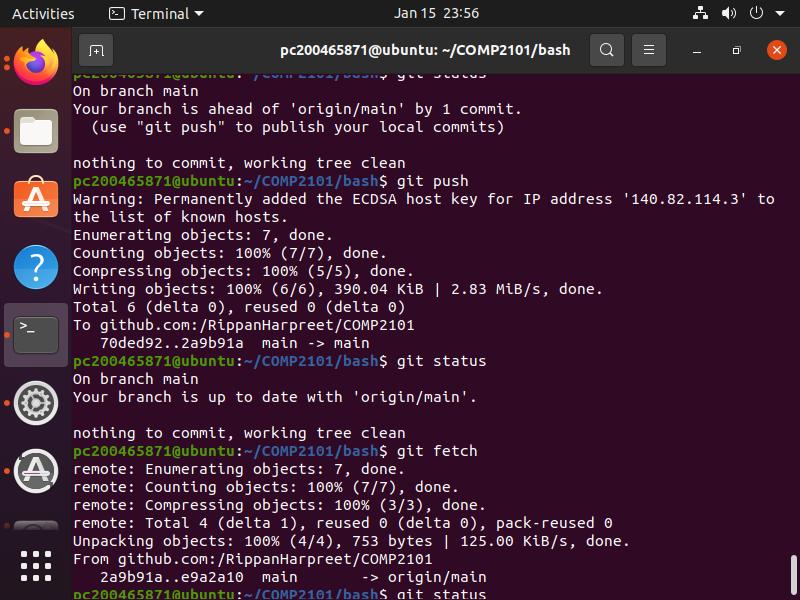 Activities Terminal Jan 15 23:56
pc200465871@ubuntu: ~/COMP2101/bash
pc200465871@ubuntu:~/COMP2101/bash$ git status
On branch main
Your branch is ahead of 'origin/main' by 1 commit.
(use "git push" to publish your local commits)
nothing to commit, working tree clean
pc200465871@ubuntu:~/COMP2101/bash$ git push
Warning: Permanently added the ECDSA host key for IP address '140.82.114.3' to
the list of known hosts.
Enumerating objects: 7, done.
Counting objects: 100% (7/7), done.
Compressing objects: 100% (5/5), done.
Writing objects: 100% (6/6), 390.04 KiB | 2.83 MiB/s, done.
Total 6 (delta 0), reused 0 (delta 0)
To github.com:/RippanHarpreet/COMP2101
70ded92..2a9b91a  main -> main
pc200465871@ubuntu:~/COMP2101/bash$ git status
On branch main
Your branch is up to date with 'origin/main'.
nothing to commit, working tree clean
pc200465871@ubuntu:~/COMP2101/bash$ git fetch
remote: Enumerating objects: 7, done.
remote: Counting objects: 100% (7/7), done.
remote: Compressing objects: 100% (3/3), done.
remote: Total 4 (delta 1), reused 0 (delta 0), pack-reused 0
Unpacking objects: 100% (4/4), 753 bytes | 125.00 KiB/s, done.
From github.com:/RippanHarpreet/COMP2101
2a9b91a..e9a2a10  main       -> origin/main
pc200465871@ubuntu:~/COMP2101/bash$ git status